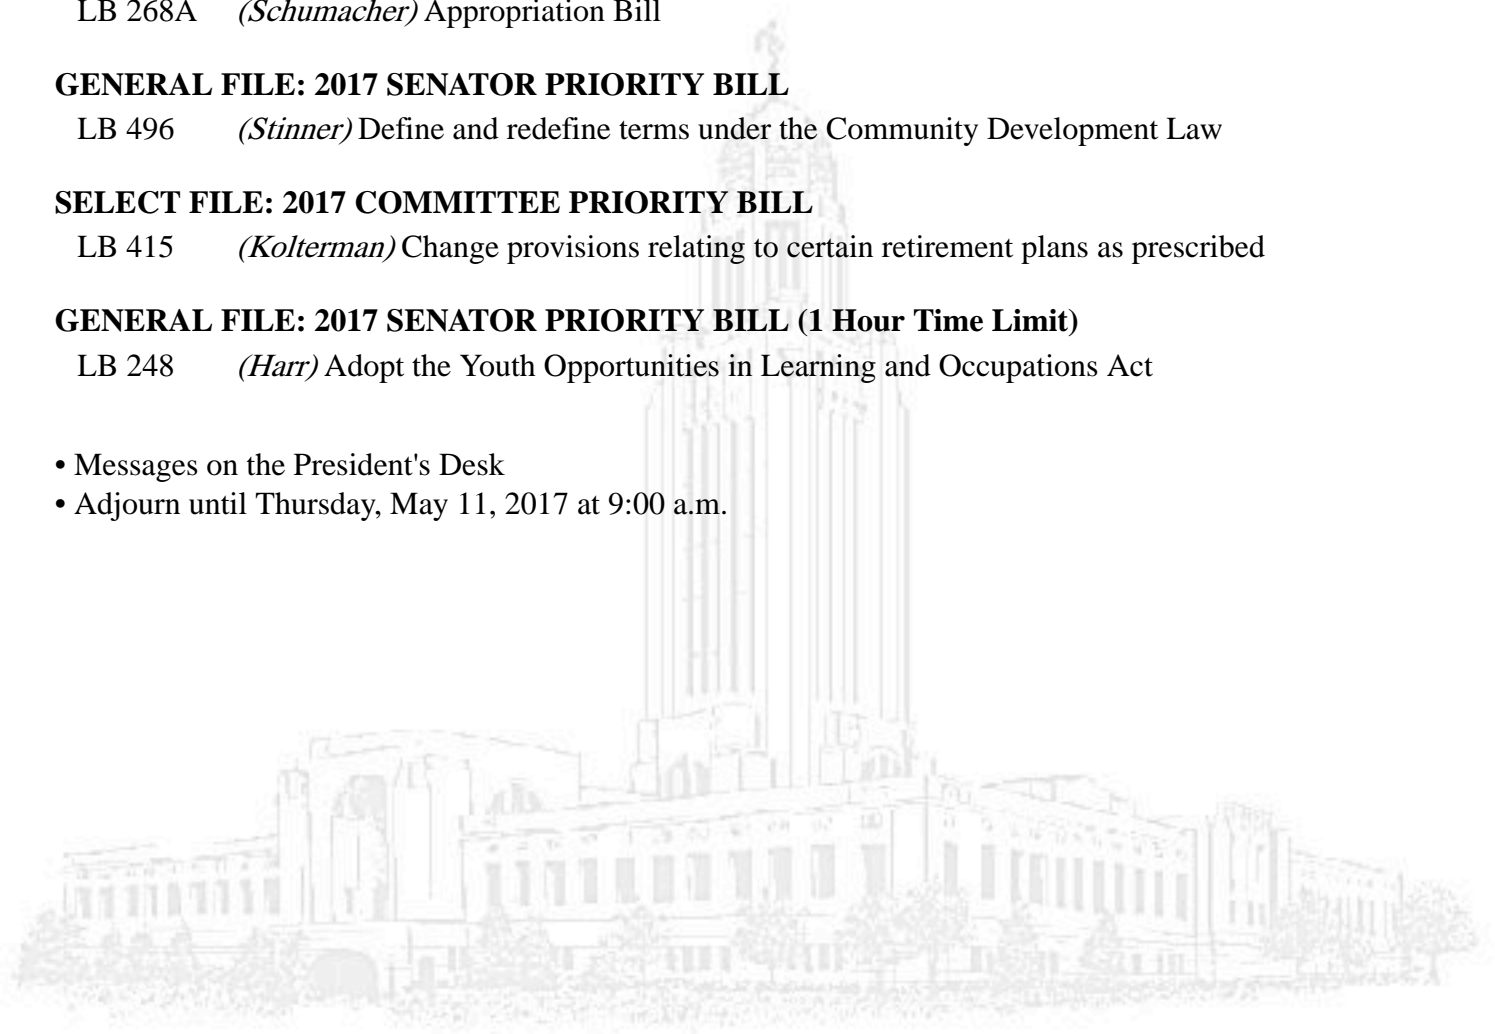 LB 268A (Schumacher) Appropriation Bill
GENERAL FILE: 2017 SENATOR PRIORITY BILL
LB 496 (Stinner) Define and redefine terms under the Community Development Law
SELECT FILE: 2017 COMMITTEE PRIORITY BILL
LB 415 (Kolterman) Change provisions relating to certain retirement plans as prescribed
GENERAL FILE: 2017 SENATOR PRIORITY BILL (1 Hour Time Limit)
LB 248 (Harr) Adopt the Youth Opportunities in Learning and Occupations Act
• Messages on the President's Desk
• Adjourn until Thursday, May 11, 2017 at 9:00 a.m.